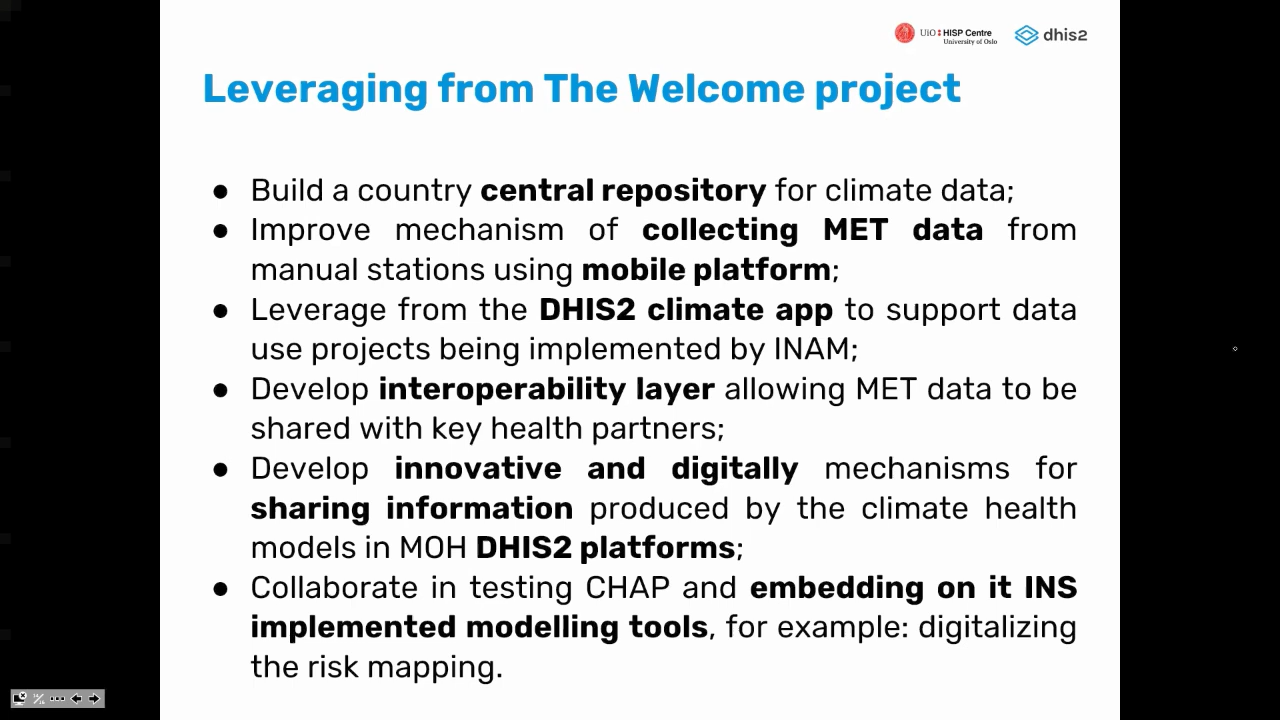 UiO HISP Centre
University of Oslo
dhis2
Leveraging from The Welcome project
● Build a country central repository for climate data;
● Improve mechanism of collecting MET data from
manual stations using mobile platform;
● Leverage from the DHIS2 climate app to support data
use projects being implemented by INAM;
● Develop interoperability layer allowing MET data to be
shared with key health partners;
● Develop innovative and digitally mechanisms for
sharing information produced by the climate health
models in MOH DHIS2 platforms;
● Collaborate in testing CHAP and embedding on it INS
implemented modelling tools, for example: digitalizing
the risk mapping.